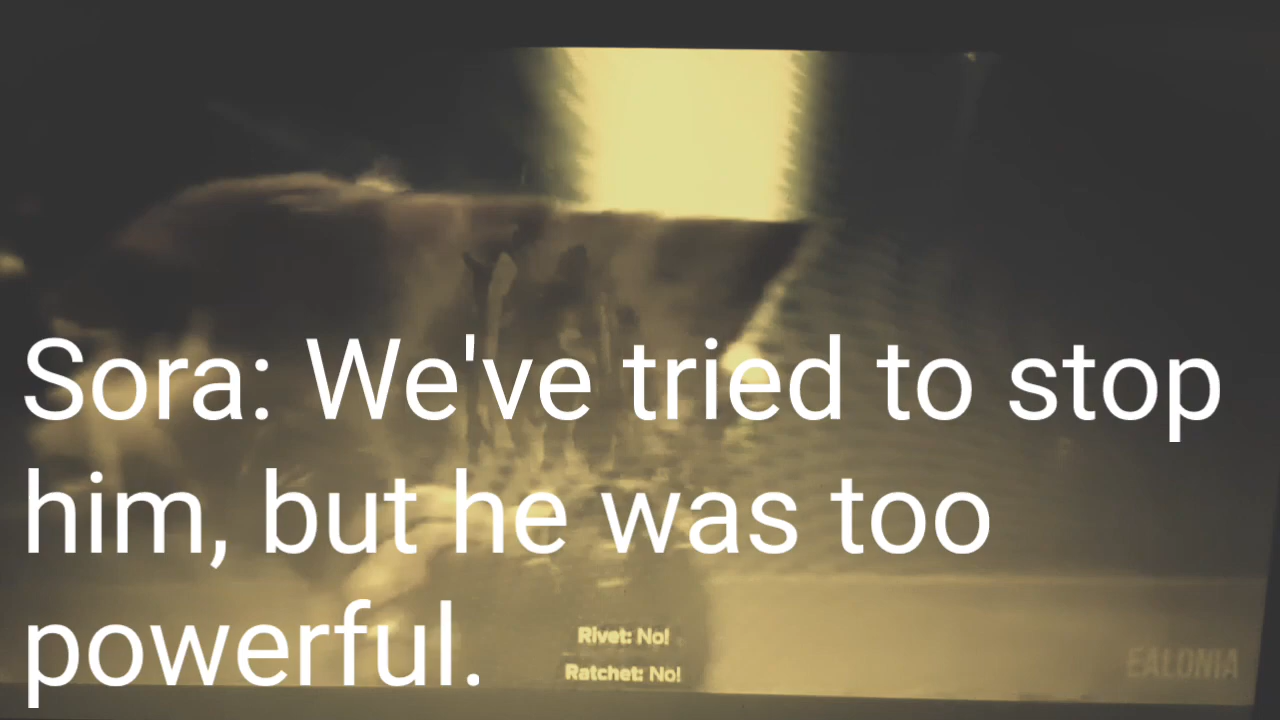 Sora: We've tried to stop
him, but he was too
powerful.
Rivet: No!
Ratchet: No!
EALONIA